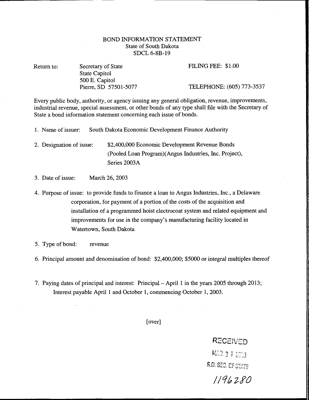 BOND INFORMATION STATEMENT
State of South Dakota
SDCL 6-8B-19
Return to: Secretary of State FILING FEE: $1.00
State Capitol
500 E. Capitol
Pierre, SD 57501-5077 TELEPHONE: (605) 773-3537
Every public body, authority, or agency issuing any general obligation, revenue, improvements,
industrial revenue, special assessment, or other bonds of any type shall file with the Secretary of
State a bond information statement concerning each issue of bonds.
1. Name of issuer: South Dakota Economic Development Finance Authority
2. Designation of issue: $2,400,000 Economic Development Revenue Bonds
(Pooled Loan Program)(Angus Industries, Inc. Project),
Series 2003A
3. Date of issue: March 26, 2003
4. Purpose of issue: to provide funds to finance a loan to Angus Industries, Inc., a Delaware
corporation, for payment of a portion of the costs of the acquisition and
installation of a programmed hoist electrocoat system and related equipment and
improvements for use in the company's manufacturing facility located in
Watertown, South Dakota
5. Type of bond: revenue
6. Principal amount and denomination of bond: $2,400,000; $5000 or integral multiples thereof
7. Paying dates of principal and interest: Principal – April 1 in the years 2005 through 2013;
Interest payable April 1 and October 1, commencing October 1, 2003.
[over]
RECEIVED
S.D. SEC. OF STATE
1196280